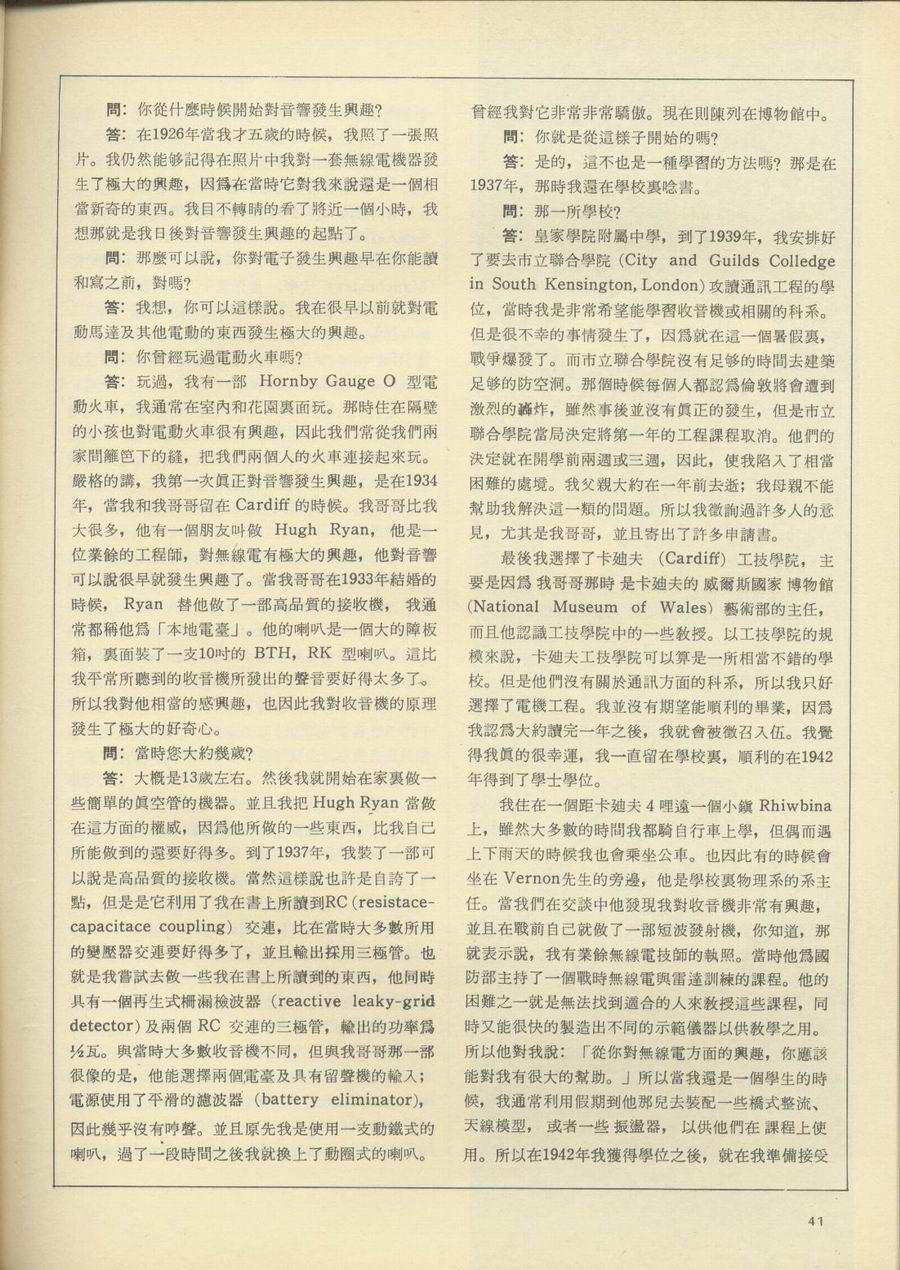 問：你從什麼時候開始對音響發生興趣?
答：在1926年當我才五歲的時候，我照了一張照
片。我仍然能够記得在照片中我對一套無線電機器發
生了極大的興趣，因爲在當時它對我來說還是一個相
當新奇的東西。我目不轉睛的看了將近一個小時，我
想那就是我日後對音響發生興趣的起點了。
問：那麼可以說，你對電子發生興趣早在你能讀
和寫之前，對嗎?
答：我想，你可以這樣說。我在很早以前就對電
動馬達及其他電動的東西發生極大的興趣。
問：你曾經玩過電動火車嗎?
答：玩過，我有一部 Hornby Gauge O 型電
動火車，我通常在室內和花園裏面玩。那時住在隔壁
的小孩也對電動火車很有興趣，因此我們常從我們兩
家間籬笆下的縫，把我們兩個人的火車連接起來玩。
嚴格的講，我第一次眞正對音響發生興趣，是在1934
年，當我和我哥哥留在 Cardiff 的時候。我哥哥比我
大很多，他有一個朋友叫做 Hugh Ryan，他是一
位業餘的工程師，對無線電有極大的興趣，他對音響
可以說很早就發生興趣了。當我哥哥在1933年結婚的
時候， Ryan 替他做了一部高品質的接收機， 我通
常都稱他爲「本地電臺」。他的喇叭是一個大的障板
箱，裏面裝了一支10吋的 BTH，RK 型喇叭。這比
我平常所聽到的收音機所發出的聲音要好得太多了。
所以我對他相當的感興趣，也因此我對收音機的原理
發生了極大的好奇心。
問：當時您大約幾歲?
答：大概是13歲左右。然後我就開始在家裏做一
些簡單的眞空管的機器。並且我把 Hugh Ryan 當做
在這方面的權威，因爲他所做的一些東西，比我自己
所能做到的還要好得多。到了1937年，我裝了一部可
以說是高品質的接收機。當然這樣說也許是自誇了一
點，但是是它利用了我在書上所讀到RC (resistace-
capacitace coupling) 交連，比在當時大多數所用
的變壓器交連要好得多了，並且輸出採用三極管。也
就是我嘗試去做一些我在書上所讀到的東西，他同時
具有一個再生式柵漏檢波器 (reactive leaky-grid
detector) 及兩個 RC 交連的三極管，輸出的功率爲
½瓦。與當時大多數收音機不同，但與我哥哥那一部
很像的是，他能選擇兩個電臺及具有留聲機的輸入；
電源使用了平滑的濾波器 (battery eliminator)，
因此幾乎沒有哼聲。並且原先我是使用一支動鐵式的
喇叭，過了一段時間之後我就換上了動圈式的喇叭。
曾經我對它非常非常驕傲。現在則陳列在博物館中。
問：你就是從這樣子開始的嗎?
答：是的，這不也是一種學習的方法嗎? 那是在
1937年，那時我還在學校裏唸書。
問：那一所學校?
答：皇家學院附屬中學，到了1939年，我安排好
了要去市立聯合學院 (City and Guilds Colledge
in South Kensington, London) 攻讀通訊工程的學
位，當時我是非常希望能學習收音機或相關的科系。
但是很不幸的事情發生了，因爲就在這一個暑假裏，
戰爭爆發了。而市立聯合學院沒有足够的時間去建築
足够的防空洞。那個時候每個人都認爲倫敦將會遭到
激烈的轟炸，雖然事後並沒有眞正的發生，但是市立
聯合學院當局決定將第一年的工程課程取消。他們的
決定就在開學前兩週或三週，因此，使我陷入了相當
困難的處境。我父親大約在一年前去逝；我母親不能
幫助我解決這一類的問題。所以我徵詢過許多人的意
見，尤其是我哥哥，並且寄出了許多申請書。
最後我選擇了卡廸夫 (Cardiff) 工技學院，主
要是因爲 我哥哥那時 是卡廸夫的 威爾斯國家 博物館
(National Museum of Wales) 藝術部的主任，
而且他認識工技學院中的一些教授。以工技學院的規
模來說，卡廸夫工技學院可以算是一所相當不錯的學
校。但是他們沒有關於通訊方面的科系，所以我只好
選擇了電機工程。我並沒有期望能順利的畢業，因爲
我認爲大約讀完一年之後，我就會被徵召入伍。我覺
得我眞的很幸運，我一直留在學校裏，順利的在1942
年得到了學士學位。
我住在一個距卡廸夫 4 哩遠一個小鎭 Rhiwbina
上，雖然大多數的時間我都騎自行車上學，但偶而遇
上下雨天的時候我也會乘坐公車。也因此有的時候會
坐在 Vernon先生的旁邊，他是學校裏物理系的系主
任。當我們在交談中他發現我對收音機非常有興趣，
並且在戰前自己就做了一部短波發射機，你知道，那
就表示說，我有業餘無線電技師的執照。當時他爲國
防部主持了一個戰時無線電與雷達訓練的課程。他的
困難之一就是無法找到適合的人來教授這些課程，同
時又能很快的製造出不同的示範儀器以供教學之用。
所以他對我說：「從你對無線電方面的興趣，你應該
能對我有很大的幫助。」所以當我還是一個學生的時
候，我通常利用假期到他那兒去裝配一些橋式整流、
天線模型， 或者一些 振盪器， 以供他們在 課程上使
用。所以在1942年我獲得學位之後，就在我準備接受
41